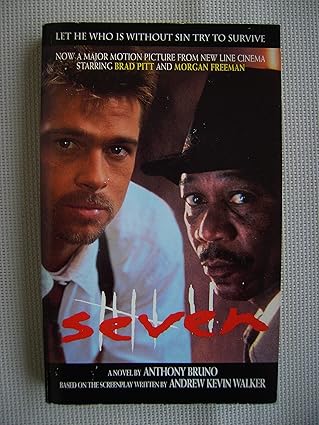 LET HE WHO IS WITHOUT SIN TRY TO SURVIVE
NOW A MAJOR MOTION PICTURE FROM NEW LINE CINEMA
STARRING BRAD PITT AND MORGAN FREEMAN
seven
A NOVEL BY ANTHONY BRUNO
BASED ON THE SCREENPLAY WRITTEN BY ANDREW KEVIN WALKER